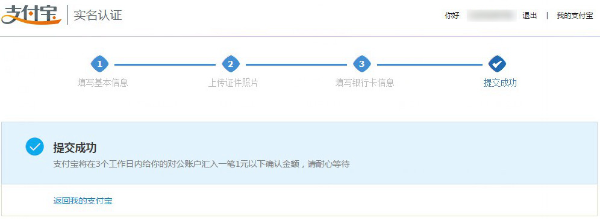 支付宝 | 实名认证
你好 退出 | 我的支付宝
1 2 3
填写基本信息 上传证件照片 填写银行卡信息 提交成功
提交成功
支付宝将在3个工作日内给你的对公账户汇入一笔1元以下确认金额，请耐心等待
返回我的支付宝